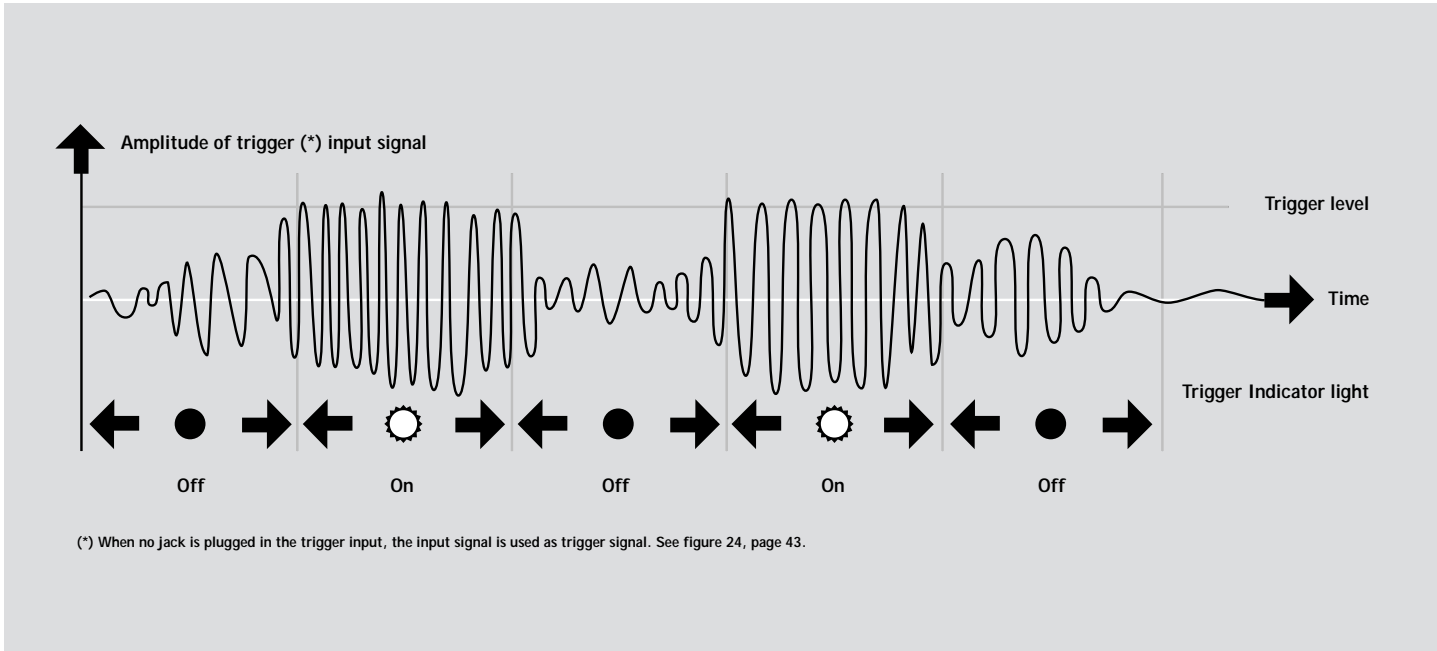 Amplitude of trigger (*) input signal
Trigger level
Time
Trigger Indicator light
Off
On
Off
On
Off
(*) When no jack is plugged in the trigger input, the input signal is used as trigger signal. See figure 24, page 43.